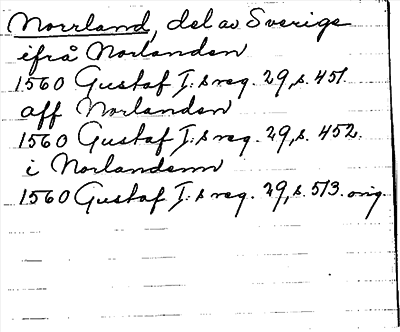 Norrland, del av Sverige
ifrå Norlanden
1560 Gustaf I:s reg. 29, s. 451.
aff Norlanden
1560 Gustaf I:s reg. 29, s. 452.
i Norlandenn
1560 Gustaf I:s reg. 29, s. 513. orig.